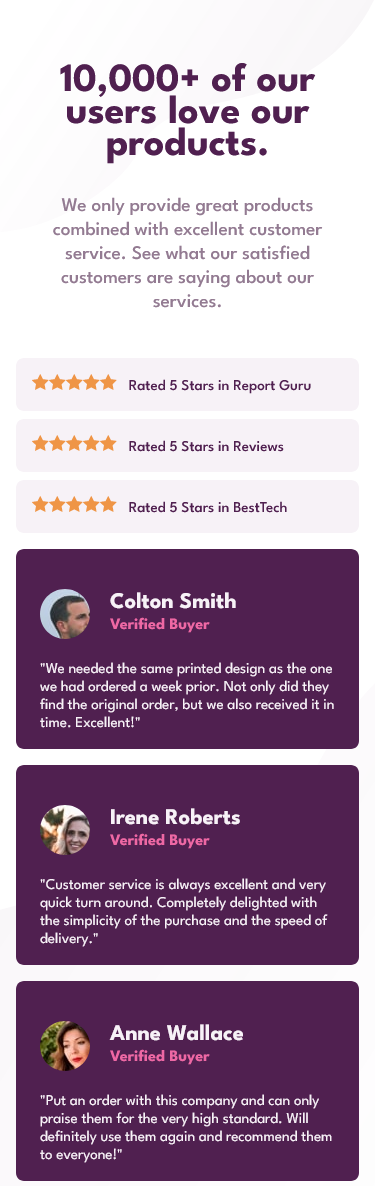 10,000+ of our
users love our
products.
We only provide great products
combined with excellent customer
service. See what our satisfied
customers are saying about our
services.
Rated 5 Stars in Report Guru
Rated 5 Stars in Reviews
Rated 5 Stars in BestTech
Colton Smith
Verified Buyer
"We needed the same printed design as the one
we had ordered a week prior. Not only did they
find the original order, but we also received it in
time. Excellent!"
Irene Roberts
Verified Buyer
"Customer service is always excellent and very
quick turn around. Completely delighted with
the simplicity of the purchase and the speed of
delivery."
Anne Wallace
Verified Buyer
"Put an order with this company and can only
praise them for the very high standard. Will
definitely use them again and recommend them
to everyone!"